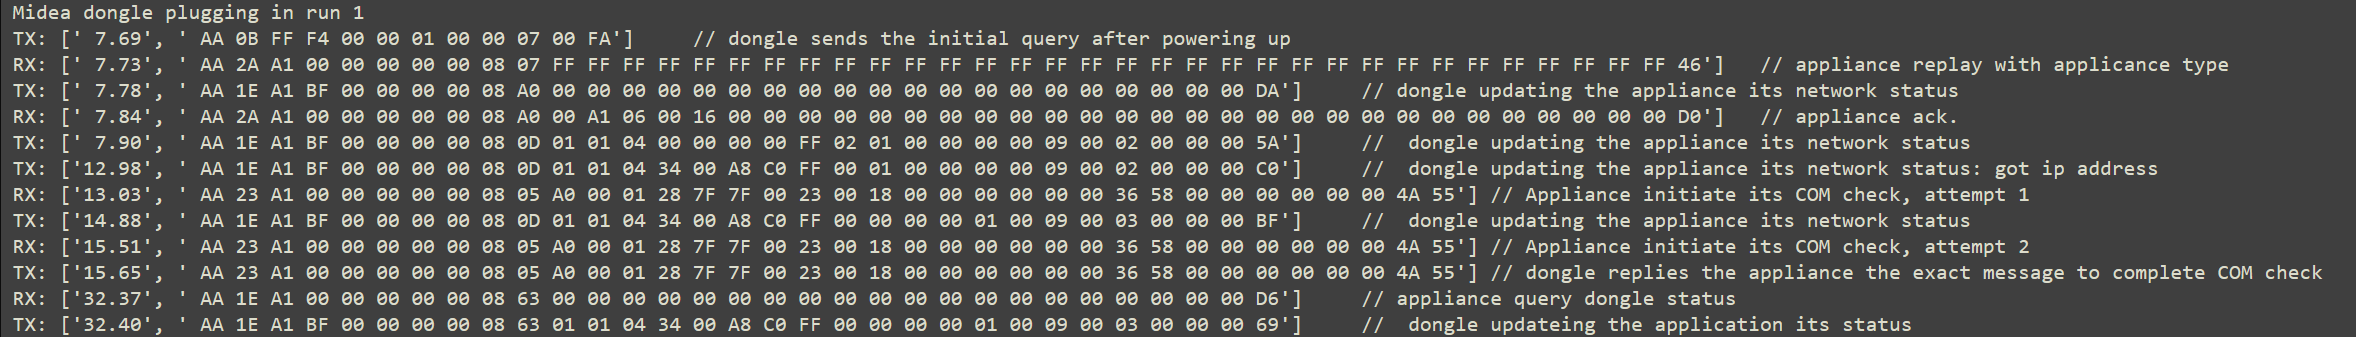 Midea dongle plugging in run 1
TX: [' 7.69', ' AA 0B FF F4 00 00 01 00 00 07 00 FA']     // dongle sends the initial query after powering up
RX: [' 7.73', ' AA 2A A1 00 00 00 00 00 08 07 FF FF FF FF FF FF FF FF FF FF FF FF FF FF FF FF FF FF FF FF FF FF FF FF FF FF FF FF FF FF FF FF 46']   // appliance replay with applicance type
TX: [' 7.78', ' AA 1E A1 BF 00 00 00 00 08 A0 00 00 00 00 00 00 00 00 00 00 00 00 00 00 00 00 00 00 00 00 DA']     // dongle updating the appliance its network status
RX: [' 7.84', ' AA 2A A1 00 00 00 00 00 08 A0 00 A1 06 00 16 00 00 00 00 00 00 00 00 00 00 00 00 00 00 00 00 00 00 00 00 00 00 00 00 00 00 00 D0']   // appliance ack.
TX: [' 7.90', ' AA 1E A1 BF 00 00 00 00 08 0D 01 01 04 00 00 00 00 FF 02 01 00 00 00 00 09 00 02 00 00 00 5A']     //  dongle updating the appliance its network status
TX: ['12.98', ' AA 1E A1 BF 00 00 00 00 08 0D 01 01 04 34 00 A8 C0 FF 00 01 00 00 00 00 09 00 02 00 00 00 C0']     //  dongle updating the appliance its network status: got ip address
RX: ['13.03', ' AA 23 A1 00 00 00 00 00 08 05 A0 00 01 28 7F 7F 00 23 00 18 00 00 00 00 00 00 36 58 00 00 00 00 00 00 4A 55'] // Appliance initiate its COM check, attempt 1
TX: ['14.88', ' AA 1E A1 BF 00 00 00 00 08 0D 01 01 04 34 00 A8 C0 FF 00 00 00 00 01 00 09 00 03 00 00 00 BF']     //  dongle updating the appliance its network status
RX: ['15.51', ' AA 23 A1 00 00 00 00 00 08 05 A0 00 01 28 7F 7F 00 23 00 18 00 00 00 00 00 00 36 58 00 00 00 00 00 00 4A 55'] // Appliance initiate its COM check, attempt 2
TX: ['15.65', ' AA 23 A1 00 00 00 00 00 08 05 A0 00 01 28 7F 7F 00 23 00 18 00 00 00 00 00 00 36 58 00 00 00 00 00 00 4A 55'] // dongle replies the appliance the exact message to complete COM check
RX: ['32.37', ' AA 1E A1 00 00 00 00 00 08 63 00 00 00 00 00 00 00 00 00 00 00 00 00 00 00 00 00 00 00 00 D6']     // appliance query dongle status
TX: ['32.40', ' AA 1E A1 BF 00 00 00 00 08 63 01 01 04 34 00 A8 C0 FF 00 00 00 00 01 00 09 00 03 00 00 00 69']     //  dongle updateing the application its status